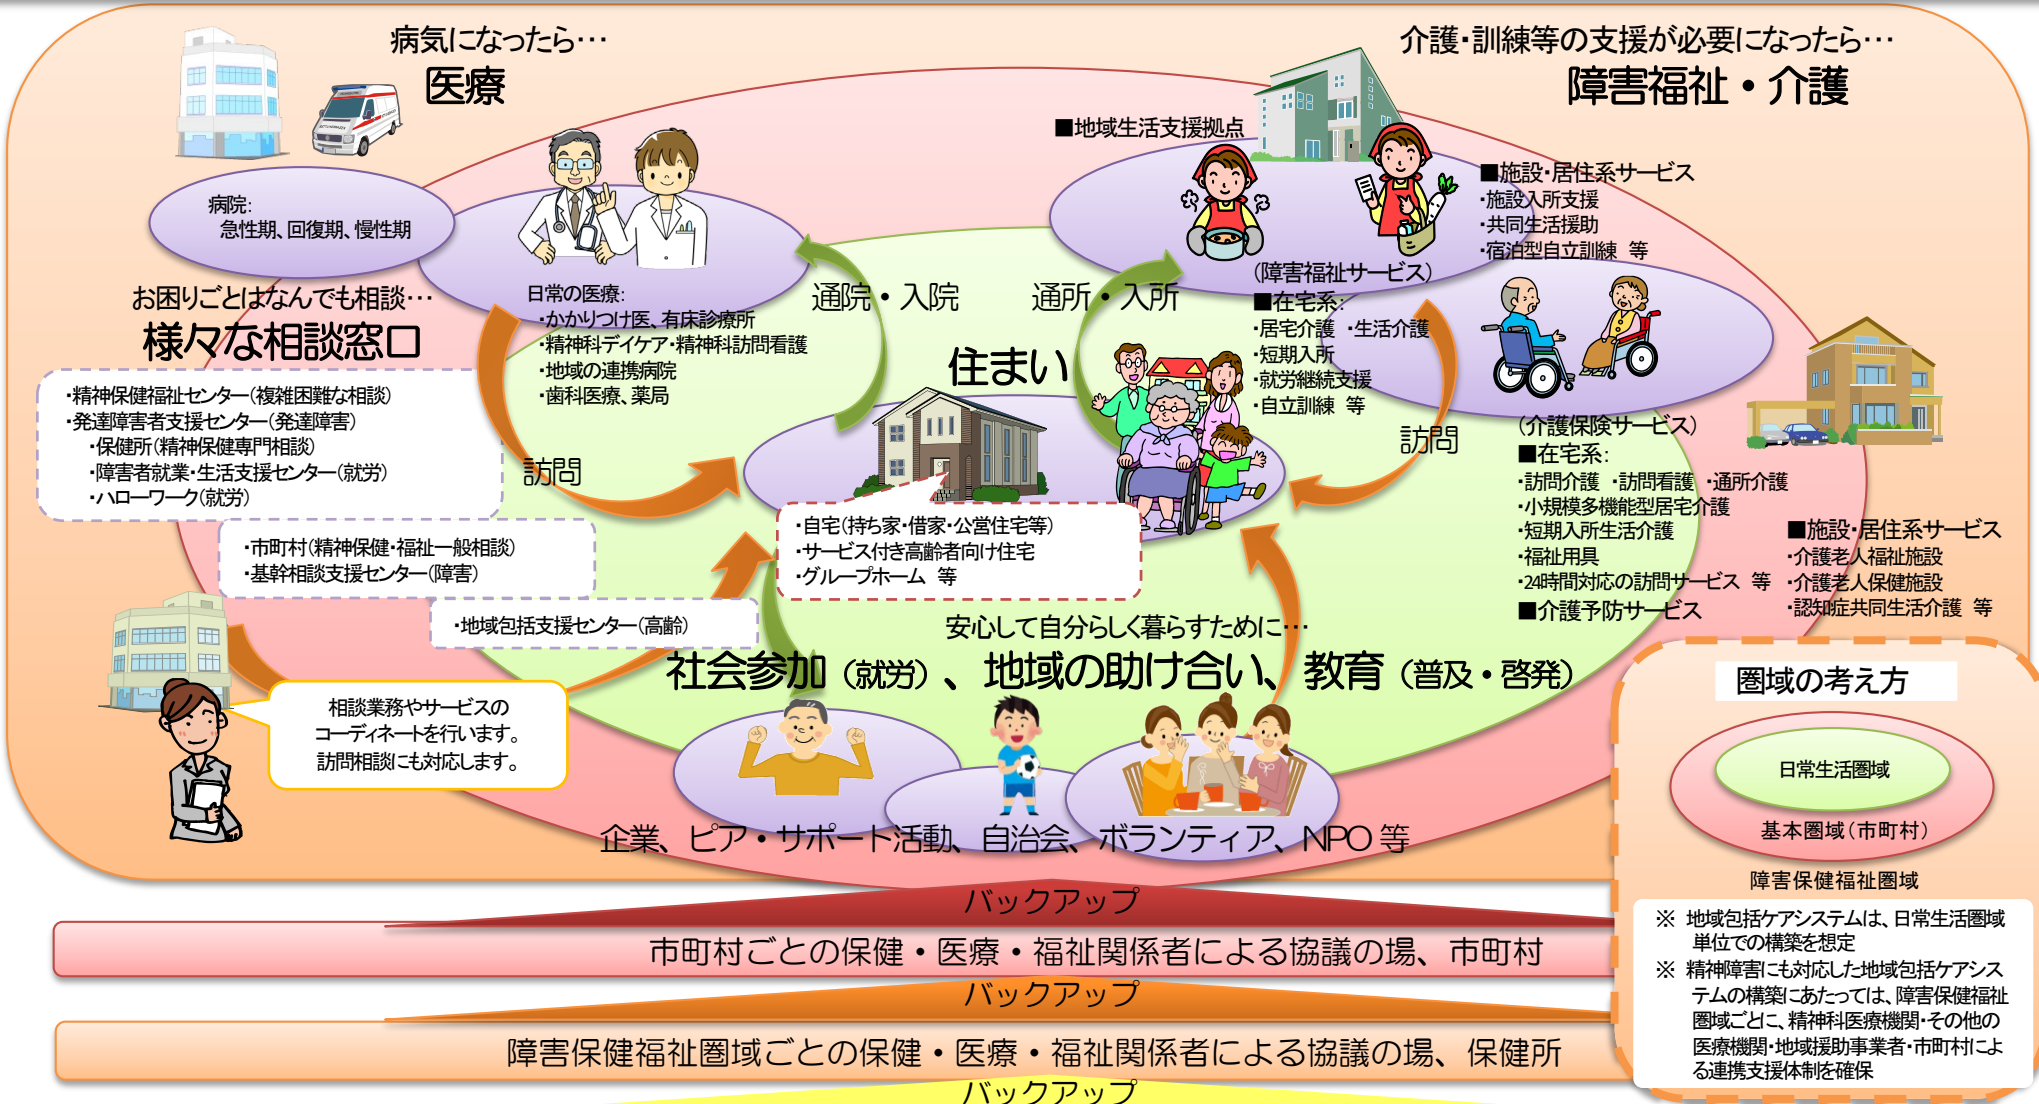 病気になったら…
医療
介護・訓練等の支援が必要になったら…
障害福祉・介護
病院:
急性期、回復期、慢性期
日常の医療:
・かかりつけ医、有床診療所
・精神科デイケア・精神科訪問看護
・地域の連携病院
・歯科医療、薬局
■地域生活支援拠点
■施設・居住系サービス
・施設入所支援
・共同生活援助
・宿泊型自立訓練 等
(障害福祉サービス)
■在宅系:
・居宅介護 ・生活介護
・短期入所
・就労継続支援
・自立訓練 等
通院・入院
通所・入所
お困りごとはなんでも相談…
様々な相談窓口
・精神保健福祉センター(複雑困難な相談)
・発達障害者支援センター(発達障害)
・保健所(精神保健専門相談)
・障害者就業・生活支援センター(就労)
・ハローワーク(就労)
・市町村(精神保健・福祉一般相談)
・基幹相談支援センター(障害)
・地域包括支援センター(高齢)
訪問
住まい
・自宅(持ち家・借家・公営住宅等)
・サービス付き高齢者向け住宅
・グループホーム 等
訪問
(介護保険サービス)
■在宅系:
・訪問介護 ・訪問看護 ・通所介護
・小規模多機能型居宅介護
・短期入所生活介護
・福祉用具
・24時間対応の訪問サービス 等
■介護予防サービス
■施設・居住系サービス
・介護老人福祉施設
・介護老人保健施設
・認知症共同生活介護 等
安心して自分らしく暮らすために…
社会参加(就労)、地域の助け合い、教育(普及・啓発)
相談業務やサービスの
コーディネートを行います。
訪問相談にも対応します。
企業、ピア・サポート活動、自治会、ボランティア、NPO 等
圏域の考え方
日常生活圏域
基本圏域(市町村)
障害保健福祉圏域
※ 地域包括ケアシステムは、日常生活圏域
単位での構築を想定
※ 精神障害にも対応した地域包括ケアシス
テムの構築にあたっては、障害保健福祉
圏域ごとに、精神科医療機関・その他の
医療機関・地域援助事業者・市町村によ
る連携支援体制を確保
バックアップ
市町村ごとの保健・医療・福祉関係者による協議の場、市町村
バックアップ
障害保健福祉圏域ごとの保健・医療・福祉関係者による協議の場、保健所
バックアップ